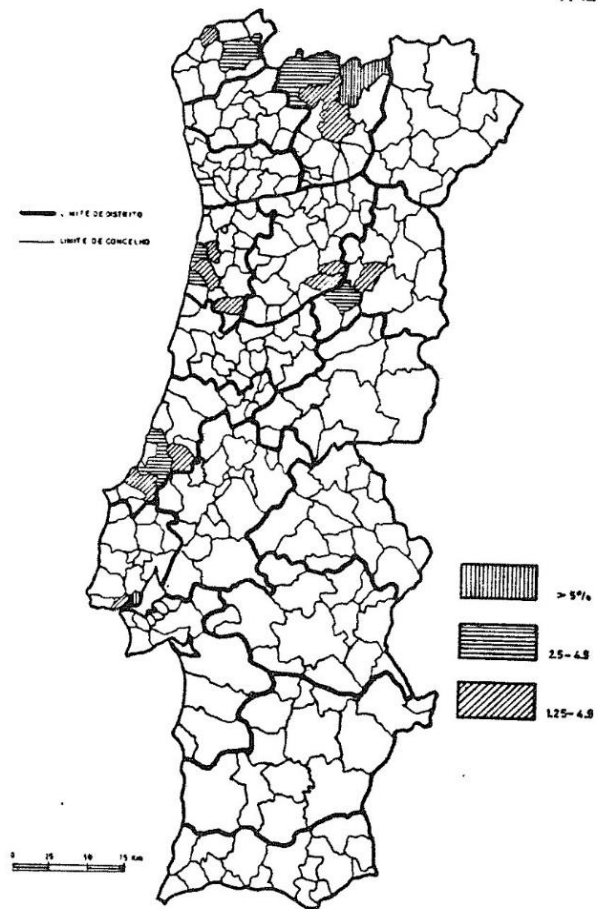 LIMITE DE DISTRITO
LIMITE DE CONCELHO
> 5%
2.5-4.9
1.25-4.9
0 25 50 75 Km